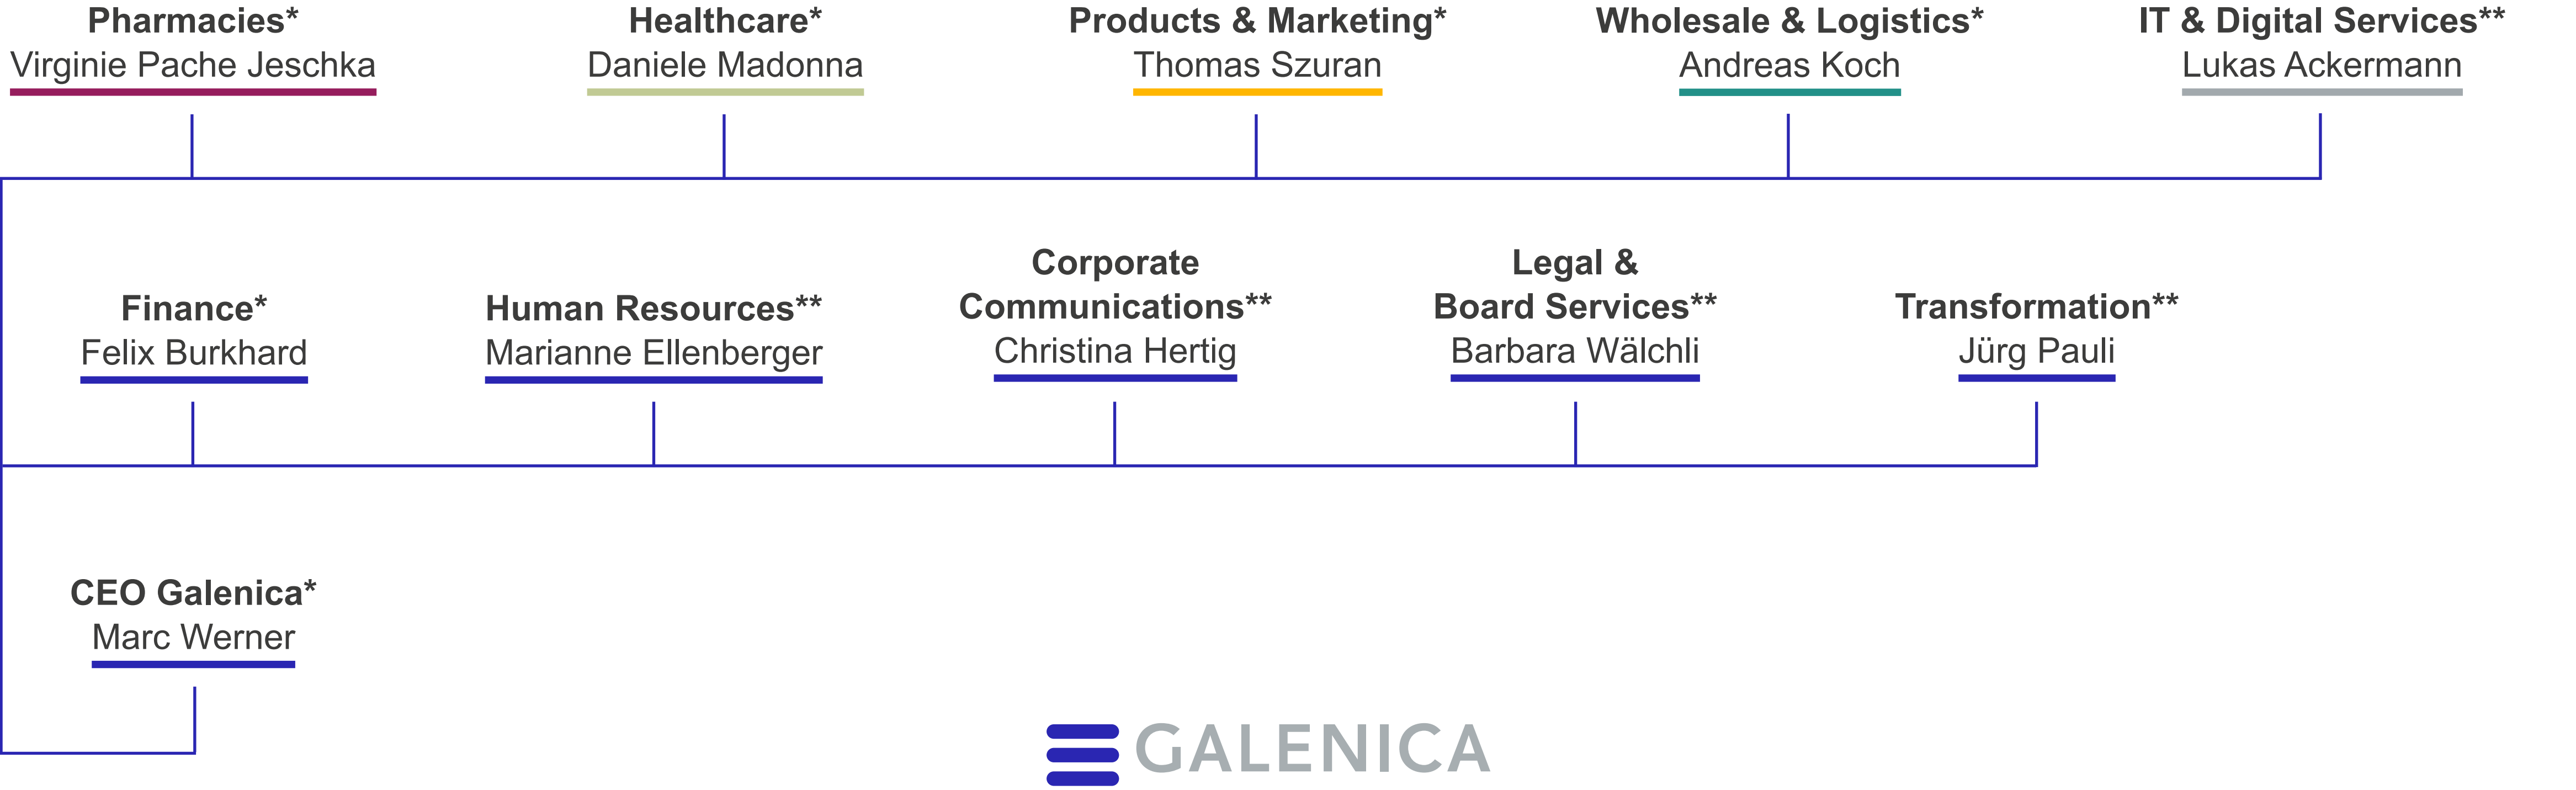 Pharmacies*
Virginie Pache Jeschka
Healthcare*
Daniele Madonna
Products & Marketing*
Thomas Szuran
Wholesale & Logistics*
Andreas Koch
IT & Digital Services**
Lukas Ackermann
Finance*
Felix Burkhard
Human Resources**
Marianne Ellenberger
Corporate
Communications**
Christina Hertig
Legal &
Board Services**
Barbara Wälchli
Transformation**
Jürg Pauli
CEO Galenica*
Marc Werner
GALENICA